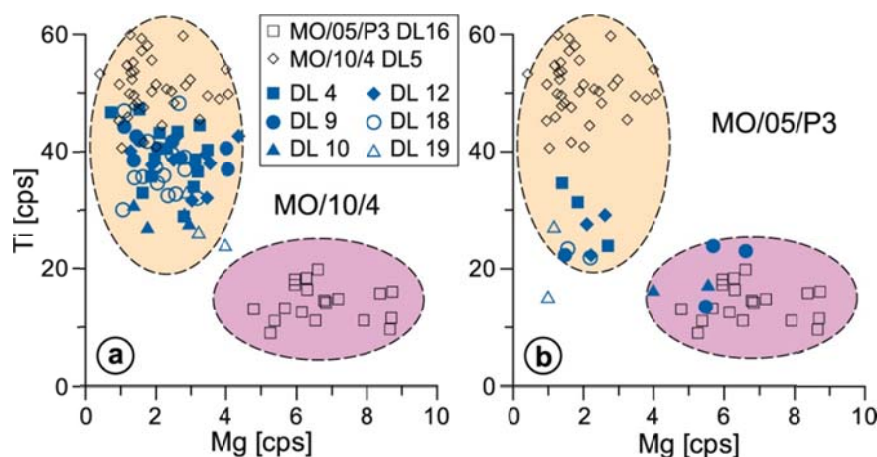 60
40
20
0
Ti [cps]
0 2 4 6 8 10
Mg [cps]
a
MO/10/4
MO/05/P3 DL16
MO/10/4 DL5
DL 4 DL 12
DL 9 DL 18
DL 10 DL 19
60
40
20
0
0 2 4 6 8 10
Mg [cps]
b
MO/05/P3